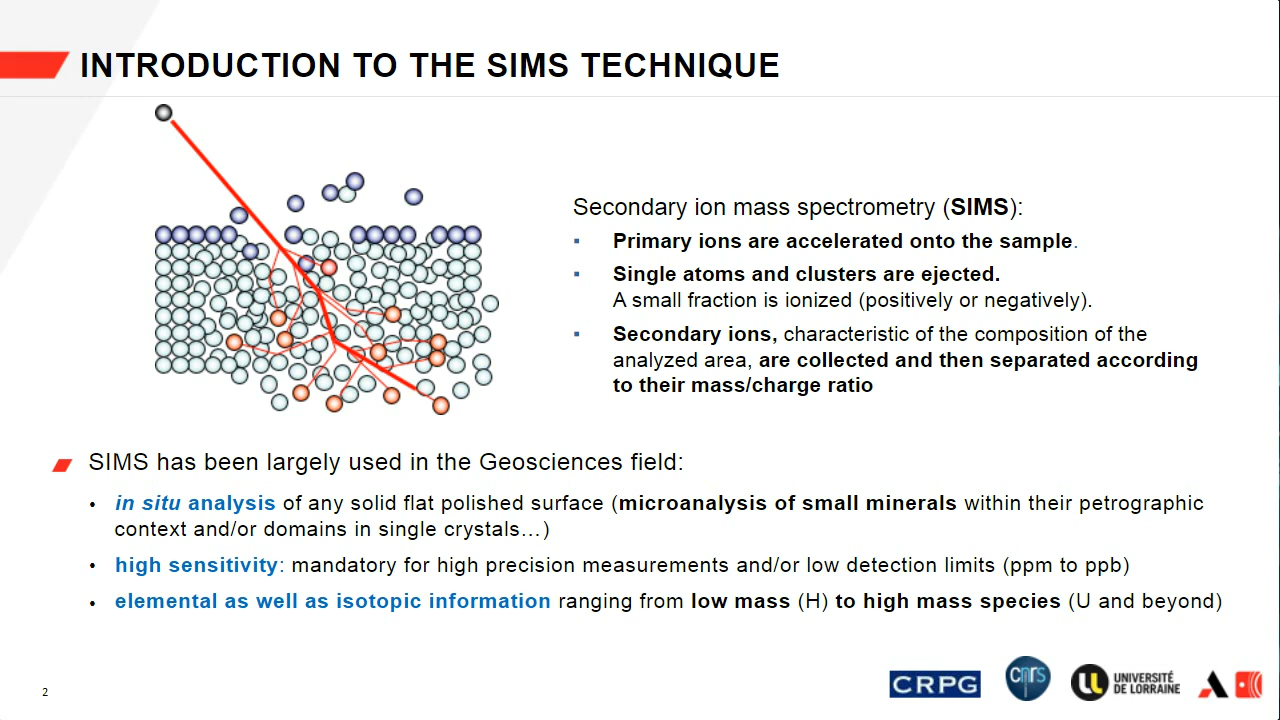 INTRODUCTION TO THE SIMS TECHNIQUE
Secondary ion mass spectrometry (SIMS):
▪ Primary ions are accelerated onto the sample.
▪ Single atoms and clusters are ejected.
A small fraction is ionized (positively or negatively).
▪ Secondary ions, characteristic of the composition of the
analyzed area, are collected and then separated according
to their mass/charge ratio
SIMS has been largely used in the Geosciences field:
• in situ analysis of any solid flat polished surface (microanalysis of small minerals within their petrographic
context and/or domains in single crystals…)
• high sensitivity: mandatory for high precision measurements and/or low detection limits (ppm to ppb)
• elemental as well as isotopic information ranging from low mass (H) to high mass species (U and beyond)
2
CRPG
cnrs
UNIVERSITÉ
DE LORRAINE